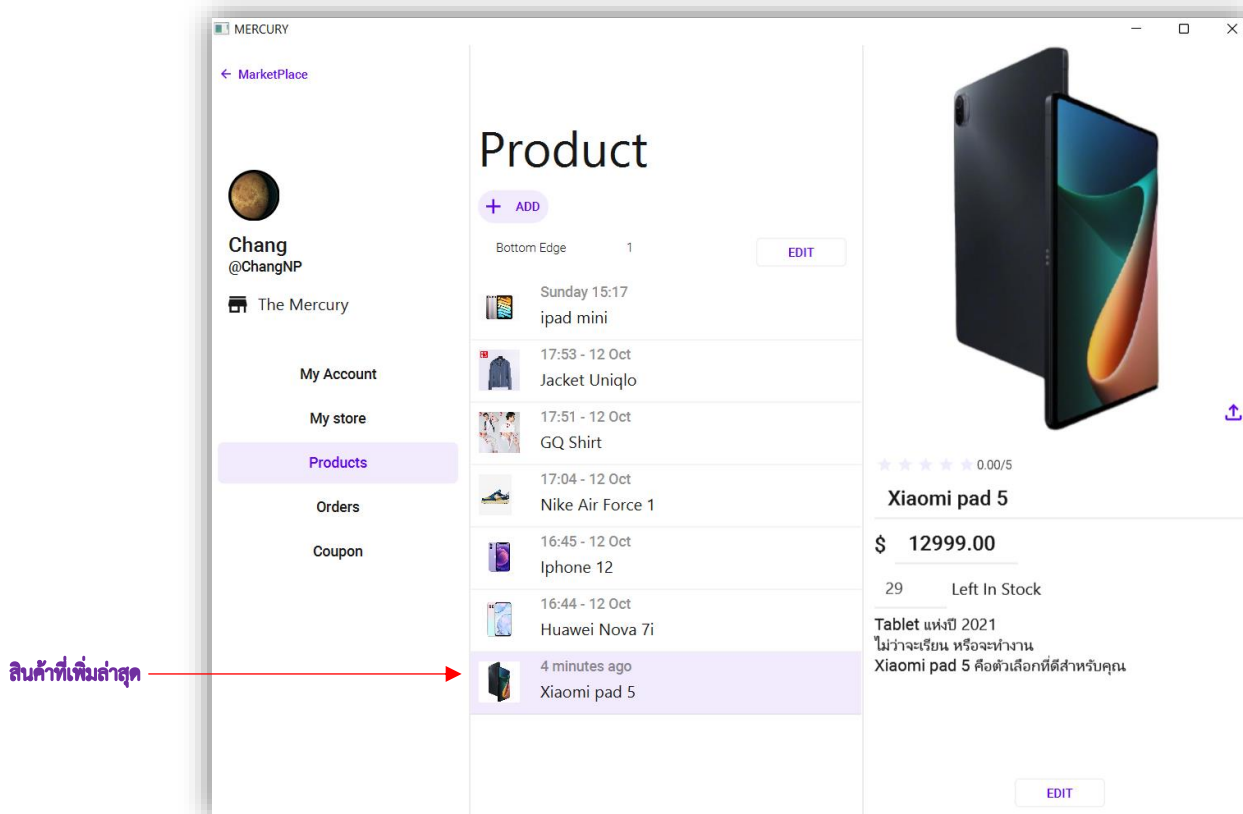 MERCURY
MarketPlace
Chang
@ChangNP
The Mercury
My Account
My store
Products
Orders
Coupon
สินค้าที่เพิ่มล่าสุด
Product
ADD
Bottom Edge 1 EDIT
Sunday 15:17
ipad mini
17:53 - 12 Oct
Jacket Uniqlo
17:51 - 12 Oct
GQ Shirt
17:04 - 12 Oct
Nike Air Force 1
16:45 - 12 Oct
Iphone 12
16:44 - 12 Oct
Huawei Nova 7i
4 minutes ago
Xiaomi pad 5
0.00/5
Xiaomi pad 5
$ 12999.00
29 Left In Stock
Tablet แห่งปี 2021
ไม่ว่าจะเรียน หรือจะทำงาน
Xiaomi pad 5 คือตัวเลือกที่ดีสำหรับคุณ
EDIT